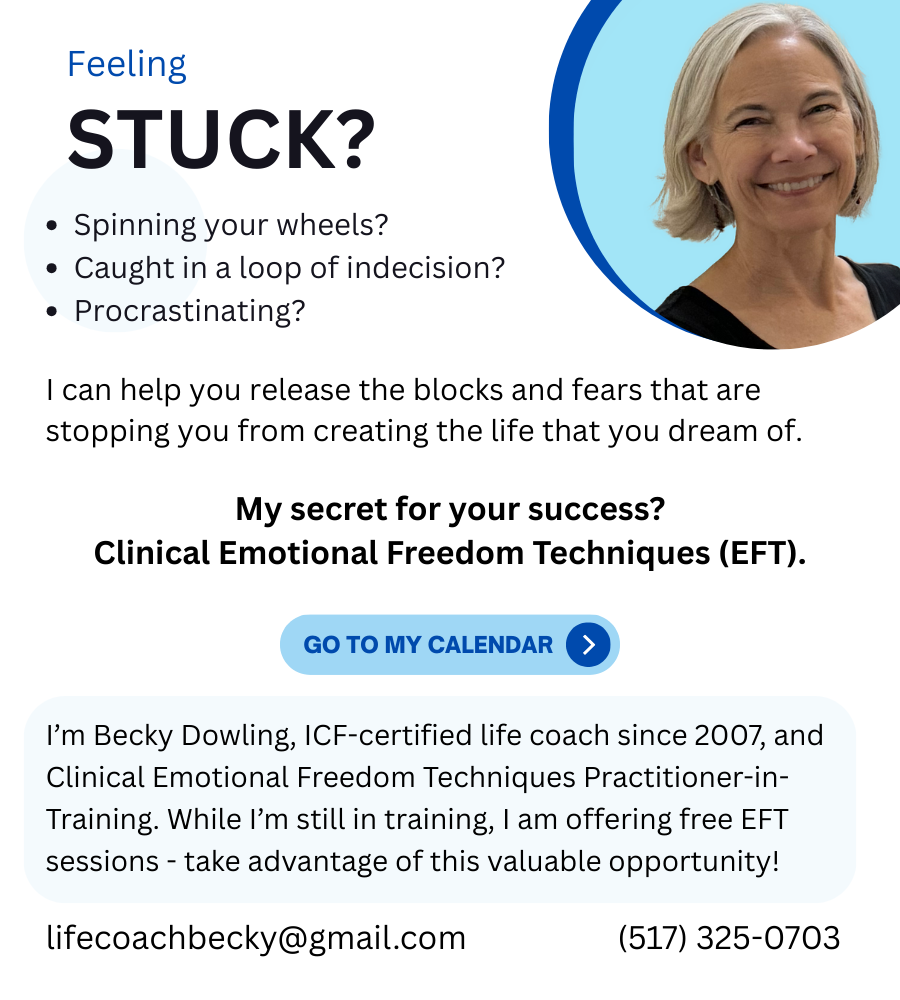 Feeling
STUCK?
• Spinning your wheels?
• Caught in a loop of indecision?
• Procrastinating?
I can help you release the blocks and fears that are
stopping you from creating the life that you dream of.
My secret for your success?
Clinical Emotional Freedom Techniques (EFT).
GO TO MY CALENDAR
I’m Becky Dowling, ICF-certified life coach since 2007, and
Clinical Emotional Freedom Techniques Practitioner-in-
Training. While I’m still in training, I am offering free EFT
sessions - take advantage of this valuable opportunity!
lifecoachbecky@gmail.com
(517) 325-0703